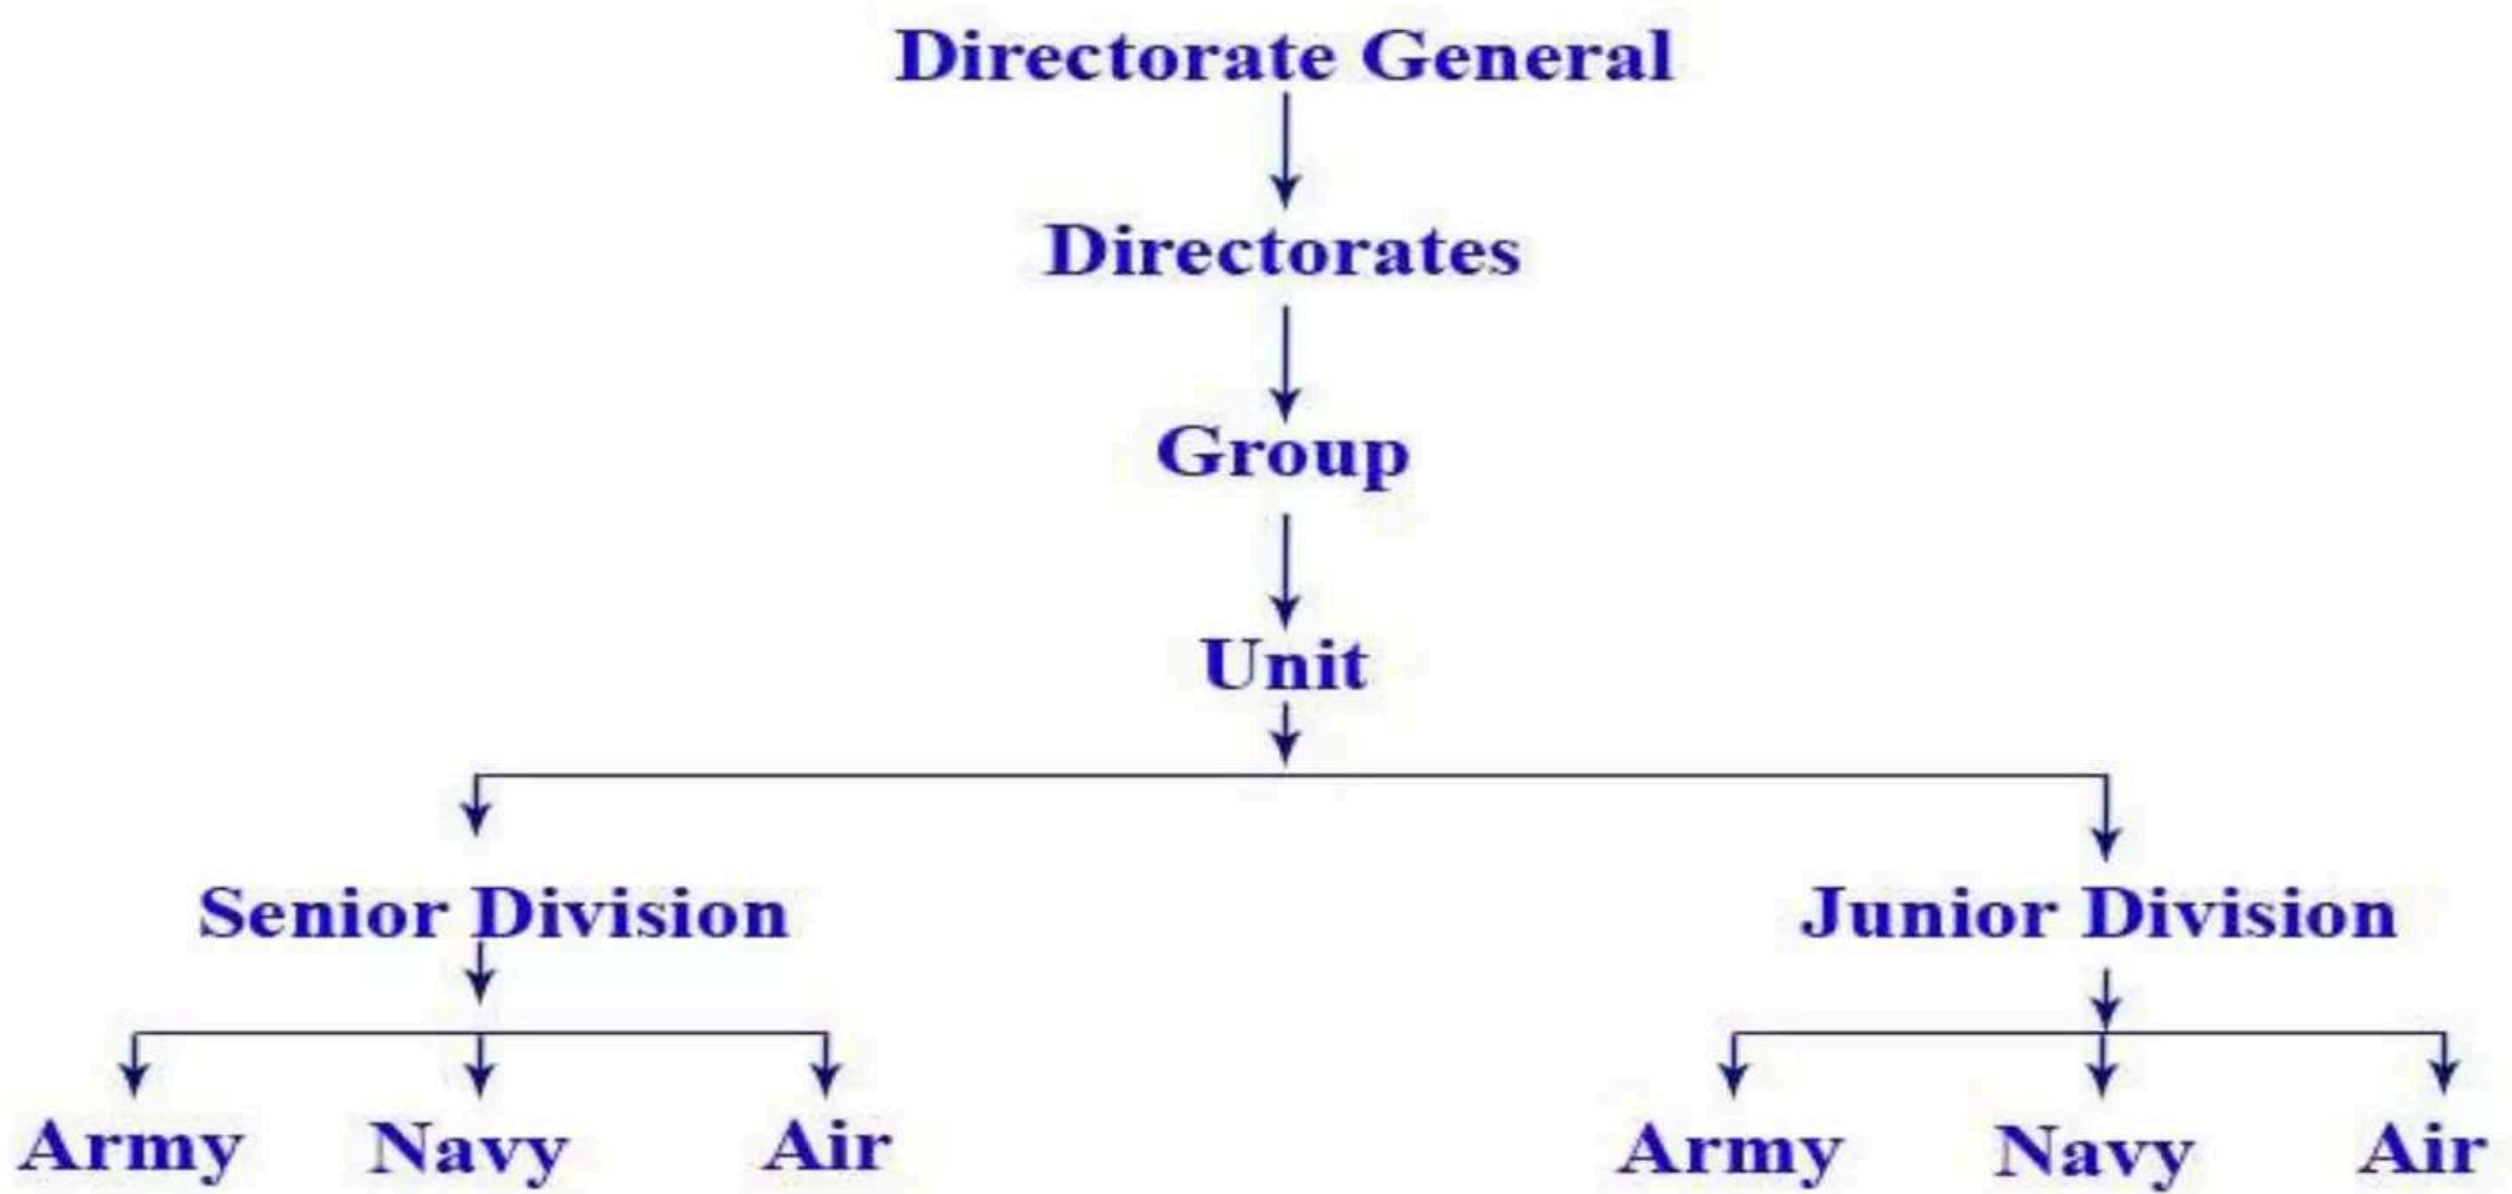 Directorate General
Directorates
Group
Unit
Senior Division Junior Division
Army Navy Air Army Navy Air